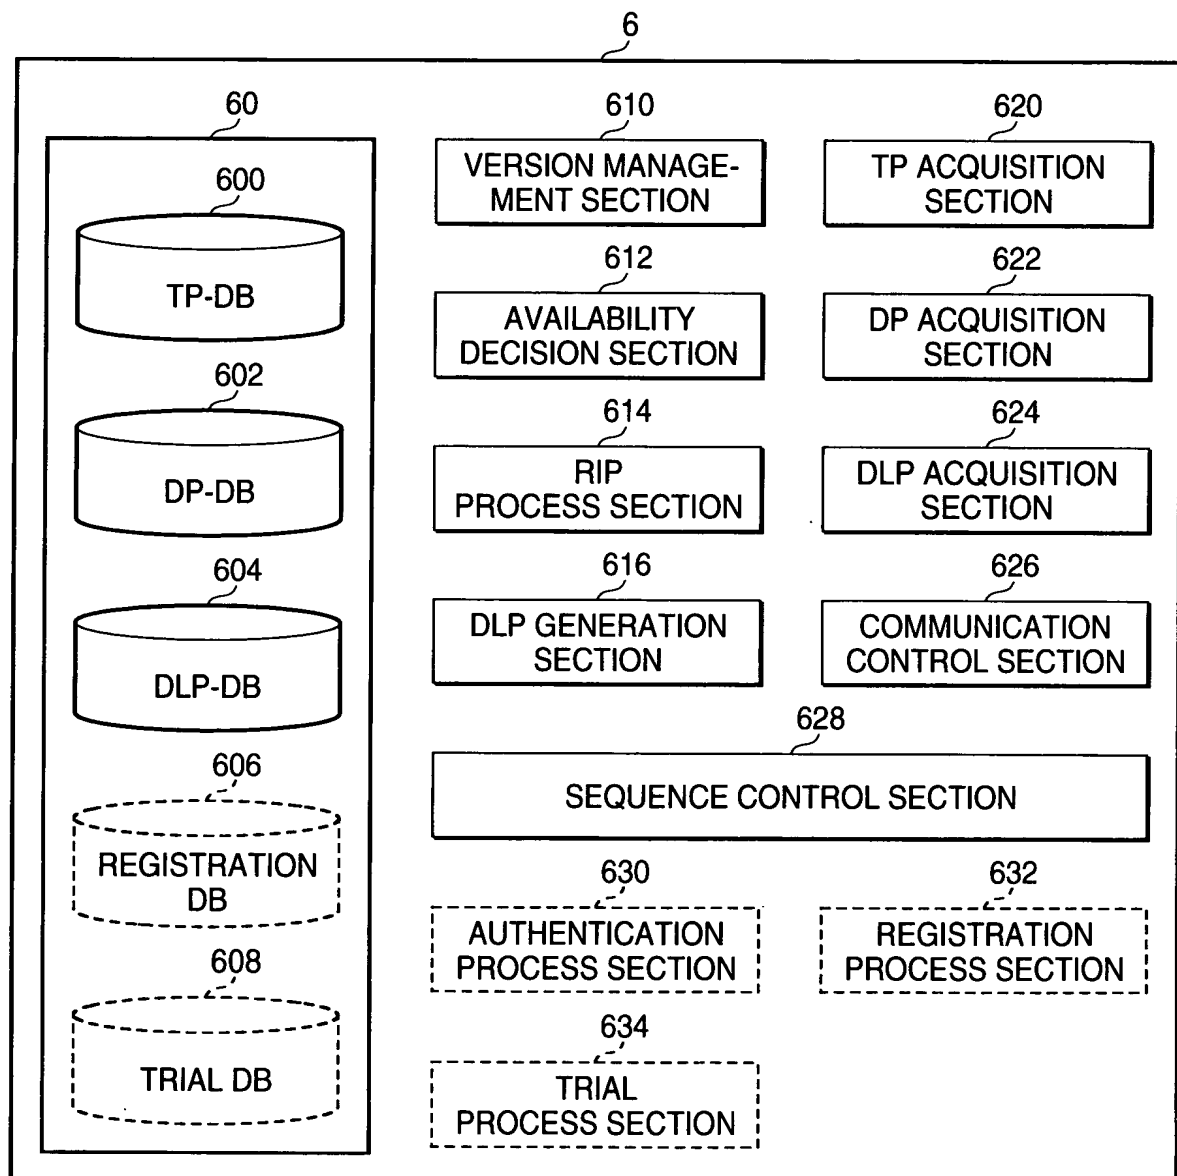 6
60
600
TP-DB
602
DP-DB
604
DLP-DB
606
REGISTRATION
DB
608
TRIAL DB
610
VERSION MANAGE-
MENT SECTION
620
TP ACQUISITION
SECTION
612
AVAILABILITY
DECISION SECTION
622
DP ACQUISITION
SECTION
614
RIP
PROCESS SECTION
624
DLP ACQUISITION
SECTION
616
DLP GENERATION
SECTION
626
COMMUNICATION
CONTROL SECTION
628
SEQUENCE CONTROL SECTION
630
AUTHENTICATION
PROCESS SECTION
632
REGISTRATION
PROCESS SECTION
634
TRIAL
PROCESS SECTION